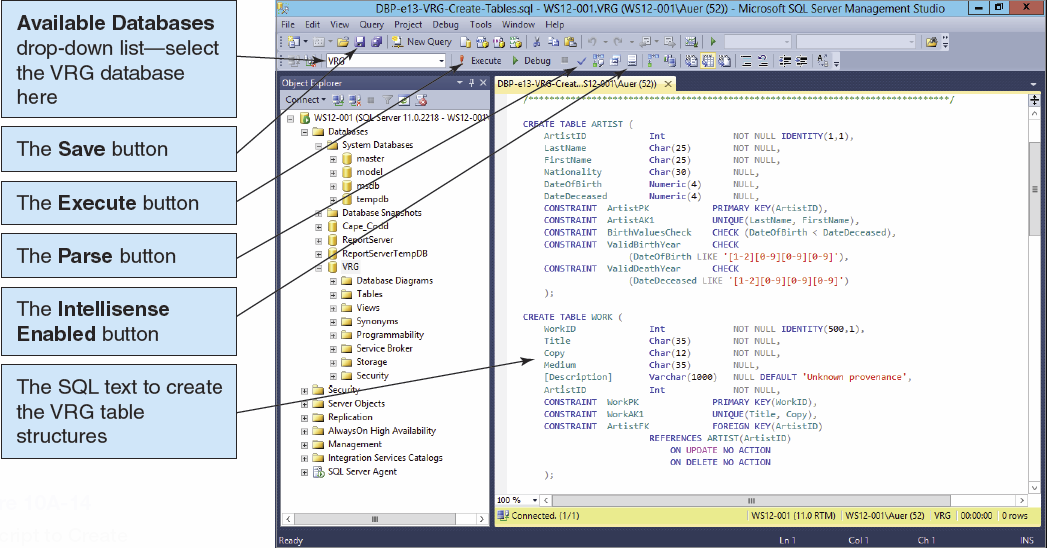 Available Databases
drop-down list—select
the VRG database
here
The Save button
The Execute button
The Parse button
The Intellisense
Enabled button
The SQL text to create
the VRG table
structures
DBP-e13-VRG-Create-Tables.sql - WS12-001.VRG (WS12-001\Auer (52)) - Microsoft SQL Server Management Studio
File Edit View Query Project Debug Tools Window Help
New Query
VRG
Execute Debug
Object Explorer
Connect
WS12-001 (SQL Server 11.0.2218 - WS12-001\
Databases
System Databases
master
model
msdb
tempdb
Database Snapshots
Cape_Codd
ReportServer
ReportServerTempDB
VRG
Database Diagrams
Tables
Views
Synonyms
Programmability
Service Broker
Storage
Security
Security
Server Objects
Replication
AlwaysOn High Availability
Management
Integration Services Catalogs
SQL Server Agent
DBP-e13-VRG-Creat...S12-001\Auer (52))
CREATE TABLE ARTIST (
ArtistID Int NOT NULL IDENTITY(1,1),
LastName Char(25) NOT NULL,
FirstName Char(25) NOT NULL,
Nationality Char(30) NULL,
DateOfBirth Numeric(4) NULL,
DateDeceased Numeric(4) NULL,
CONSTRAINT ArtistPK PRIMARY KEY(ArtistID),
CONSTRAINT ArtistAK1 UNIQUE(LastName, FirstName),
CONSTRAINT BirthValuesCheck CHECK (DateOfBirth < DateDeceased),
CONSTRAINT ValidBirthYear CHECK
(DateOfBirth LIKE '[1-2][0-9][0-9][0-9]'),
CONSTRAINT ValidDeathYear CHECK
(DateDeceased LIKE '[1-2][0-9][0-9][0-9]')
);
CREATE TABLE WORK (
WorkID Int NOT NULL IDENTITY(500,1),
Title Char(35) NOT NULL,
Copy Char(12) NOT NULL,
Medium Char(35) NULL,
[Description] Varchar(1000) NULL DEFAULT 'Unknown provenance',
ArtistID Int NOT NULL,
CONSTRAINT WorkPK PRIMARY KEY(WorkID),
CONSTRAINT WorkAK1 UNIQUE(Title, Copy),
CONSTRAINT ArtistFK FOREIGN KEY(ArtistID)
REFERENCES ARTIST(ArtistID)
ON UPDATE NO ACTION
ON DELETE NO ACTION
);
100 %
Connected. (1/1) WS12-001 (11.0 RTM) WS12-001\Auer (52) VRG 00:00:00 0 rows
Ready Ln 1 Col 1 Ch 1 INS